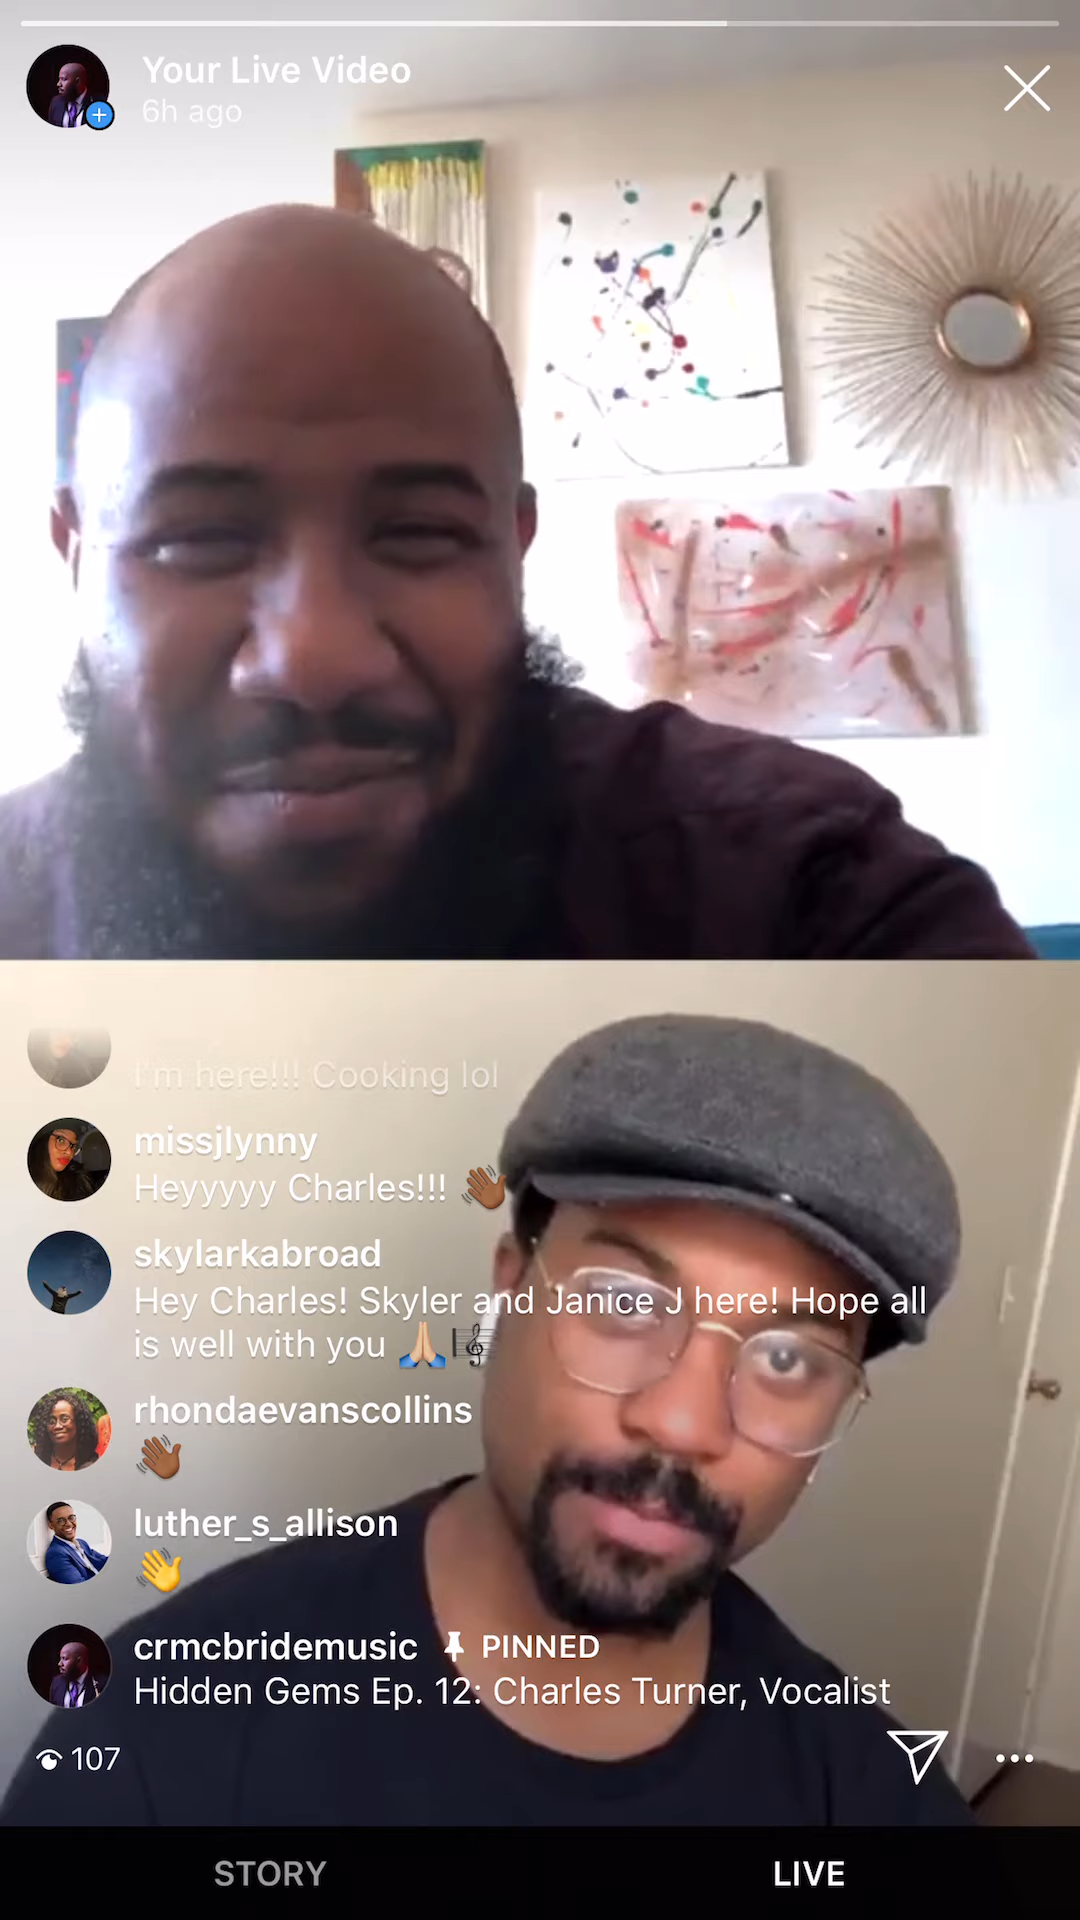 Your Live Video
6h ago
I'm here!!! Cooking lol
missjlynny
Heyyyyy Charles!!! 👋🏾
skylarkabroad
Hey Charles! Skyler and Janice J here! Hope all
is well with you 🙏🏼🎼
rhondaevanscollins
👋🏾
luther_s_allison
👋
crmcbridemusic PINNED
Hidden Gems Ep. 12: Charles Turner, Vocalist
107
STORY
LIVE